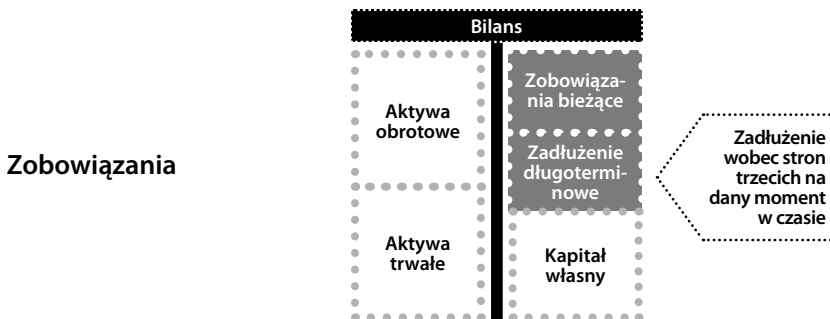 Bilans
Zobowiązania
Aktywa
obrotowe
Aktywa
trwałe
Zobowiąza-
nia bieżące
Zadłużenie
długotermi-
nowe
Kapitał
własny
Zadłużenie
wobec stron
trzecich na
dany moment
w czasie